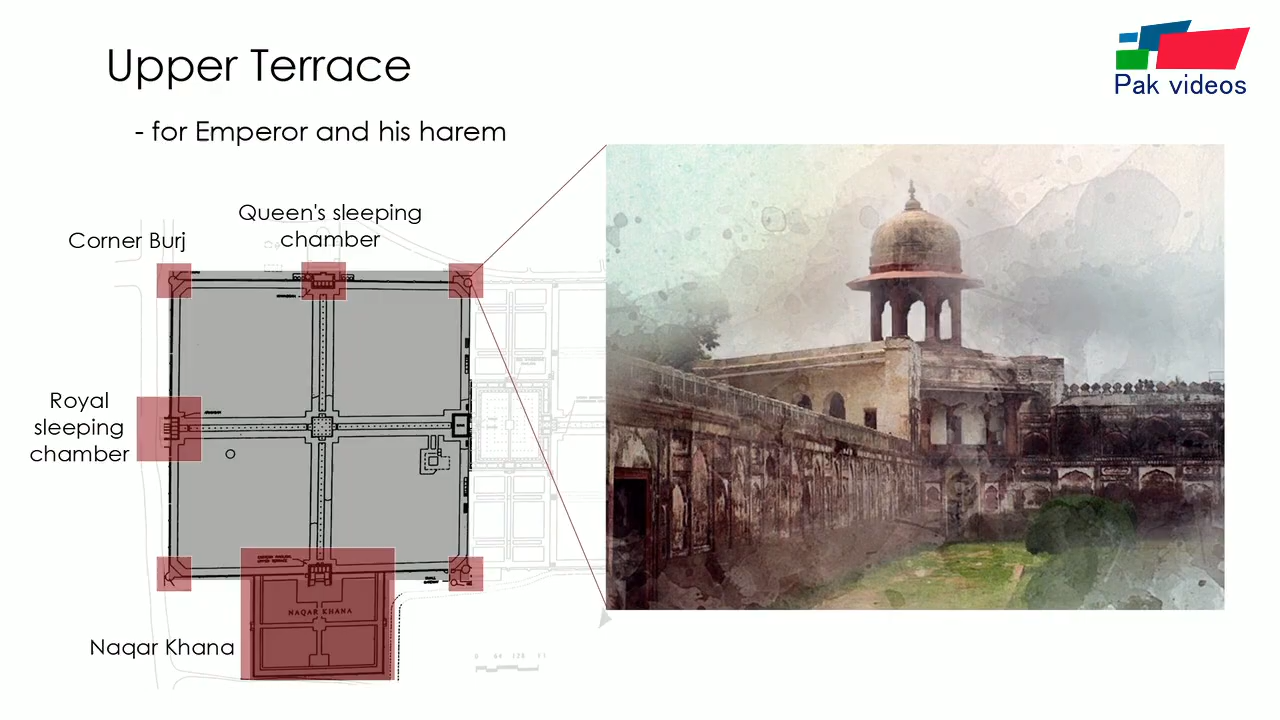 Upper Terrace
Pak videos
- for Emperor and his harem
Queen's sleeping
chamber
Corner Burj
Royal
sleeping
chamber
NAQAR KHANA
Naqar Khana